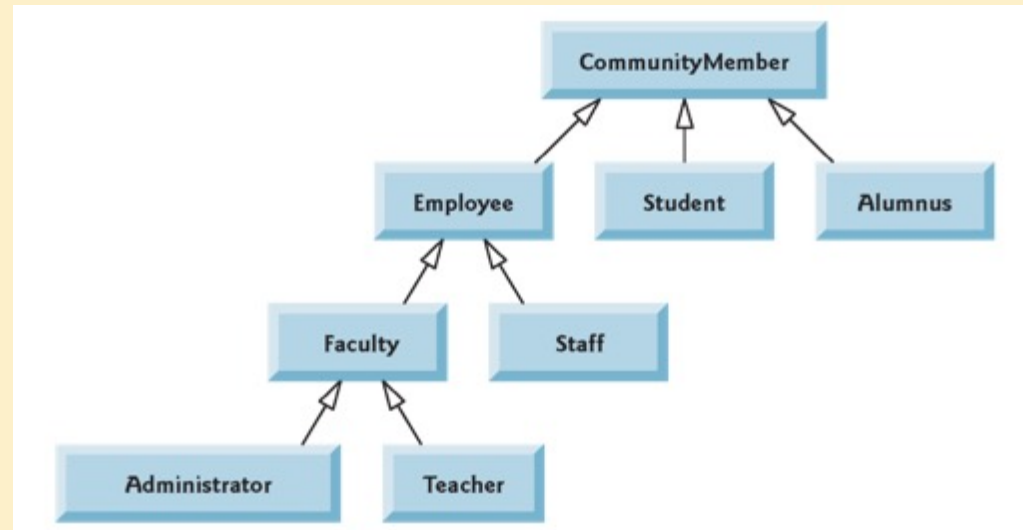 CommunityMember
Employee Student Alumnus
Faculty Staff
Administrator Teacher